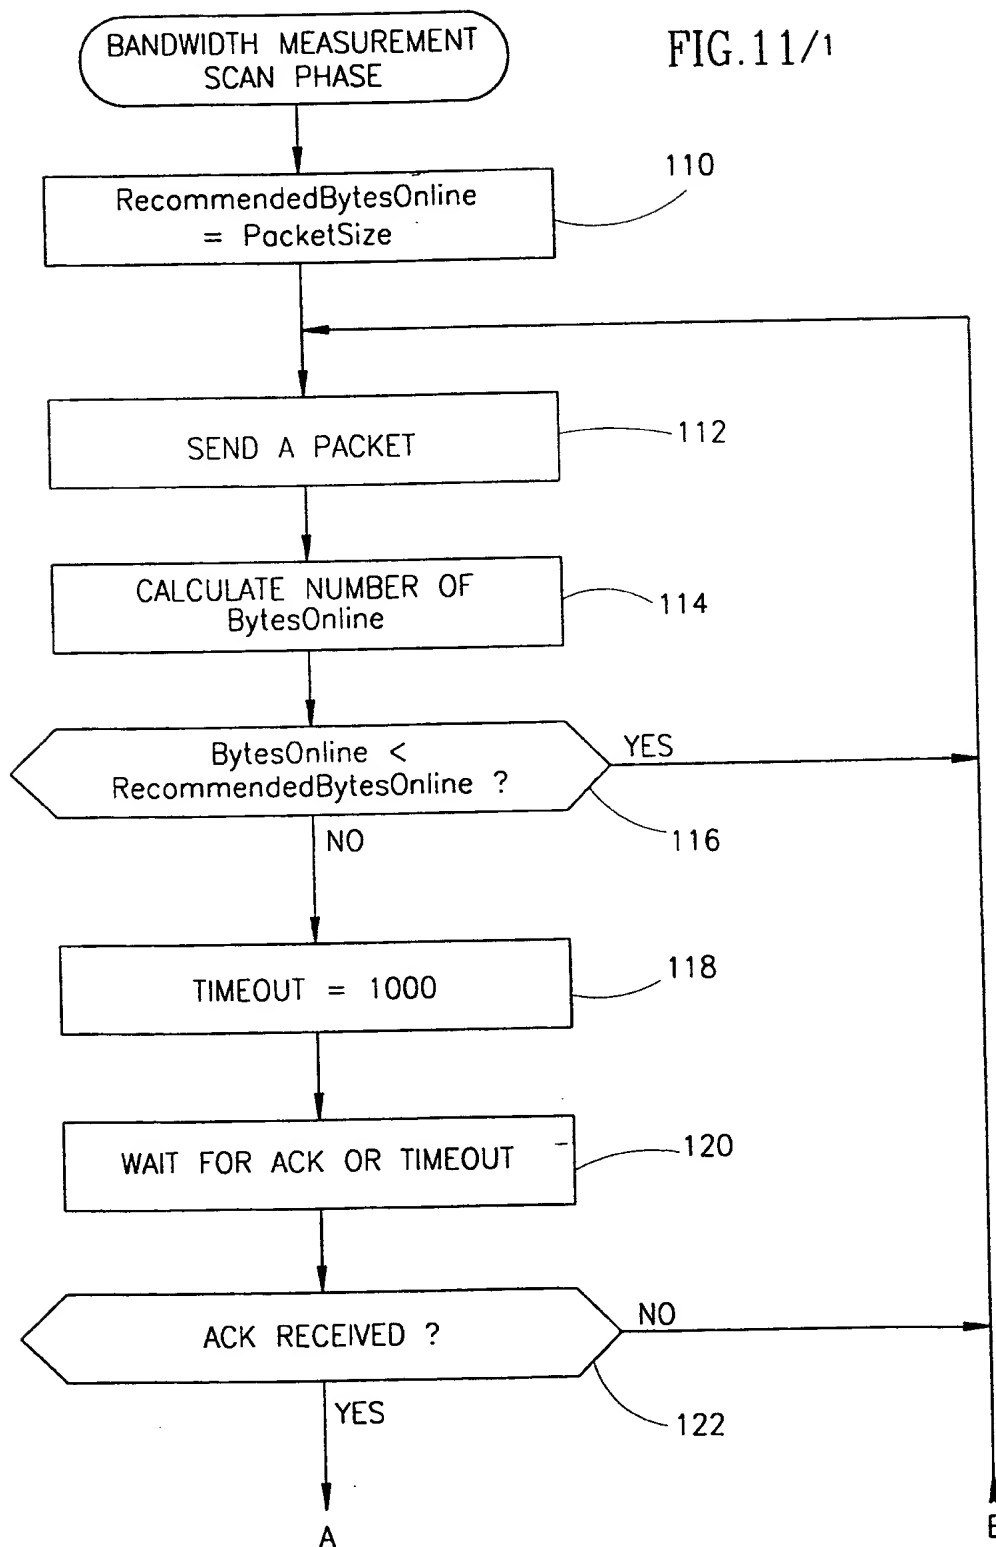 BANDWIDTH MEASUREMENT
SCAN PHASE
FIG.11/1
RecommendedBytesOnline
= PacketSize
110
SEND A PACKET
112
CALCULATE NUMBER OF
BytesOnline
114
BytesOnline <
RecommendedBytesOnline ?
YES
116
NO
TIMEOUT = 1000
118
WAIT FOR ACK OR TIMEOUT
120
ACK RECEIVED ?
NO
122
YES
A